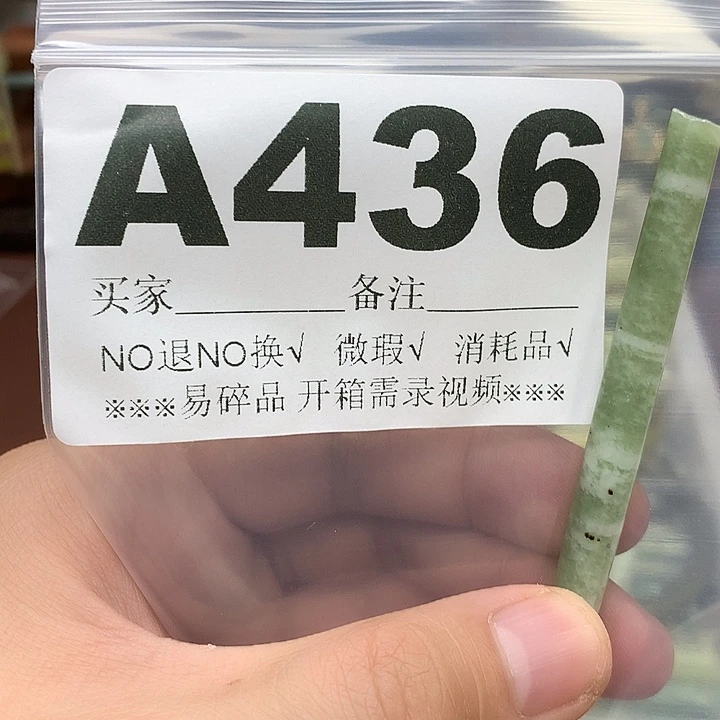 A436
买家________备注________
NO退NO换√ 微瑕√ 消耗品√
※※※易碎品 开箱需录视频※※※